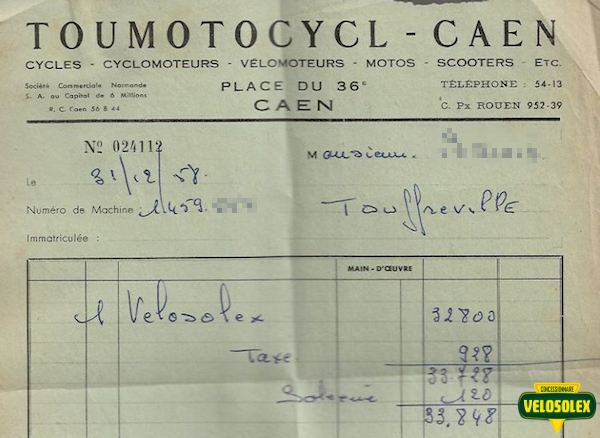 TOUMOTOCYCL - CAEN
CYCLES - CYCLOMOTEURS - VÉLOMOTEURS - MOTOS - SCOOTERS - ETC.
Société Commerciale Normande
S. A. au Capital de 6 Millions
R. C. Caen 56 B 44
PLACE DU 36e
CAEN
TÉLÉPHONE : 54-13
C. Px ROUEN 952-39
No 024112
Monsieur
Le 31/12/58.
Numéro de Machine : 1459
Touffreville
Immatriculée :
MAIN-D'ŒUVRE
1 Velosolex 32800
Taxe 928
33.728
Solexine 120
33.848
CONCESSIONNAIRE
VELOSOLEX